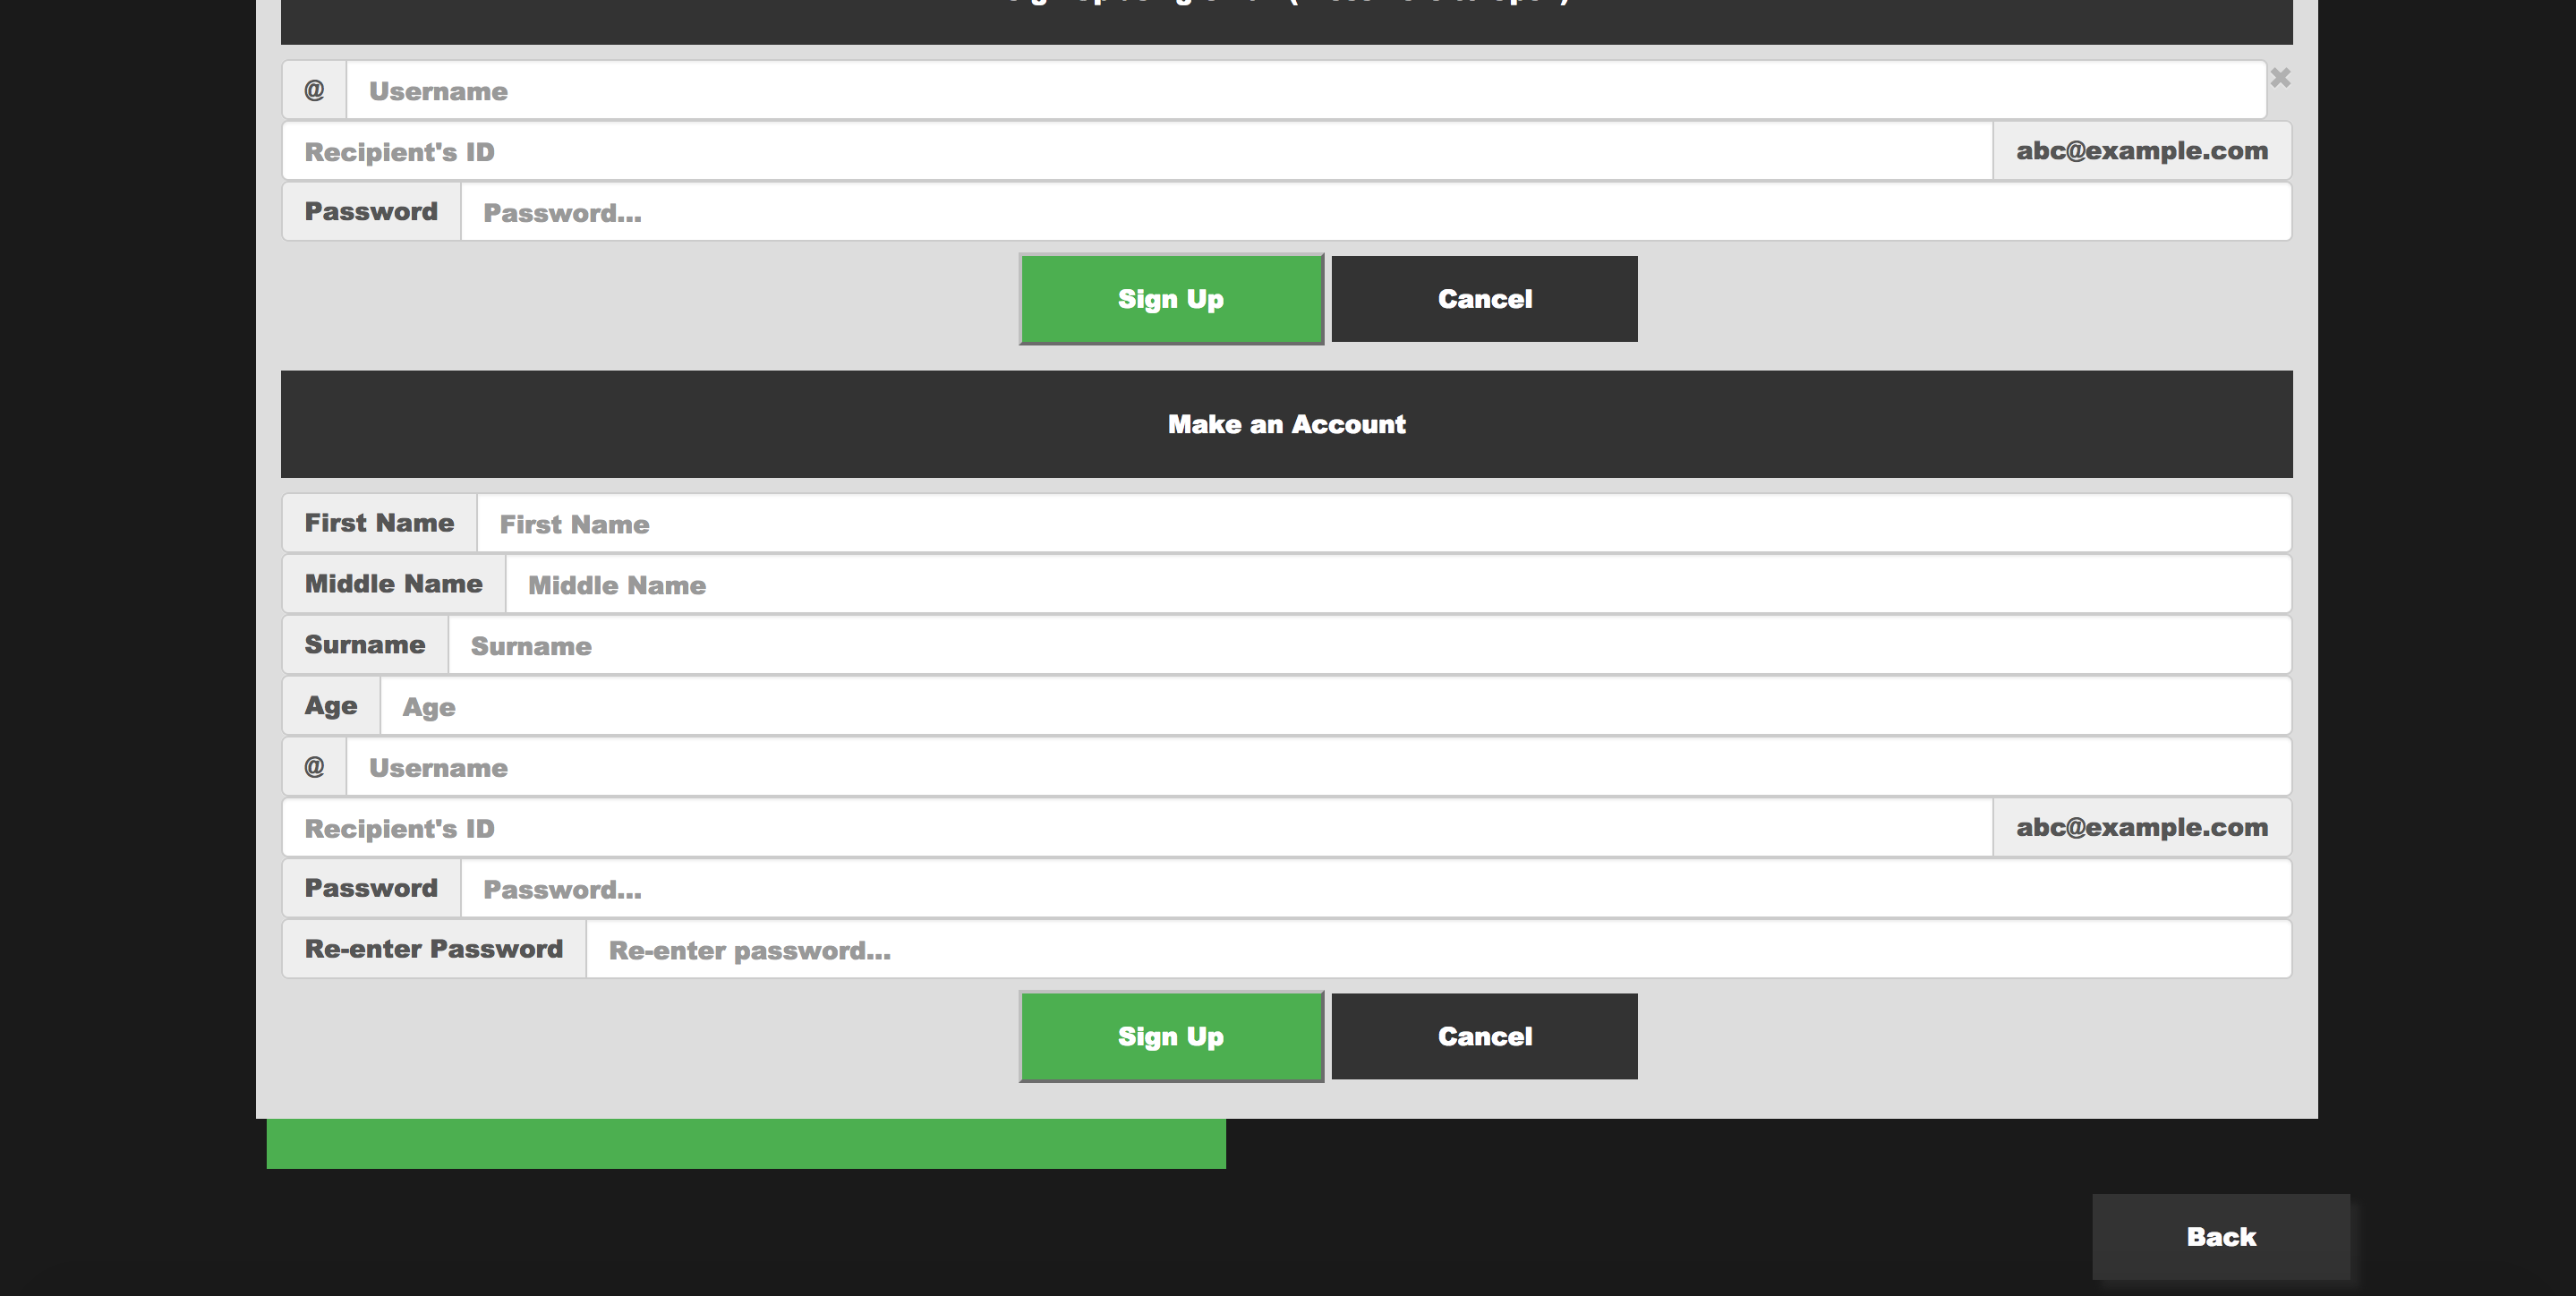 @ Username
Recipient's ID abc@example.com
Password Password...
Sign Up Cancel
Make an Account
First Name First Name
Middle Name Middle Name
Surname Surname
Age Age
@ Username
Recipient's ID abc@example.com
Password Password...
Re-enter Password Re-enter password...
Sign Up Cancel
Back